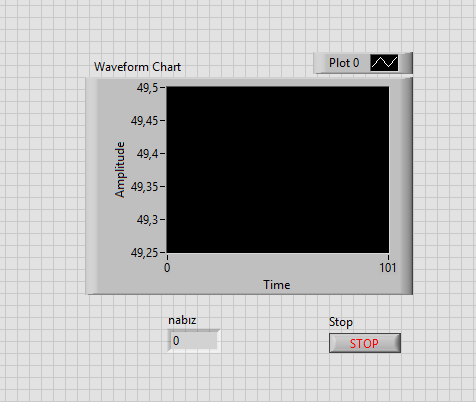 Waveform Chart
Plot 0
Amplitude
49,5
49,45
49,4
49,35
49,3
49,25
0
101
Time
nabız
0
Stop
STOP